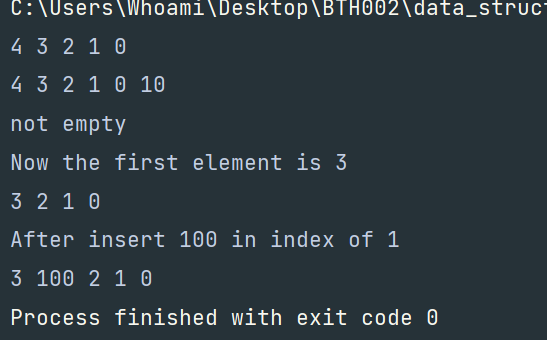 C:\Users\Whoami\Desktop\BTH002\data_struct
4 3 2 1 0
4 3 2 1 0 10
not empty
Now the first element is 3
3 2 1 0
After insert 100 in index of 1
3 100 2 1 0
Process finished with exit code 0